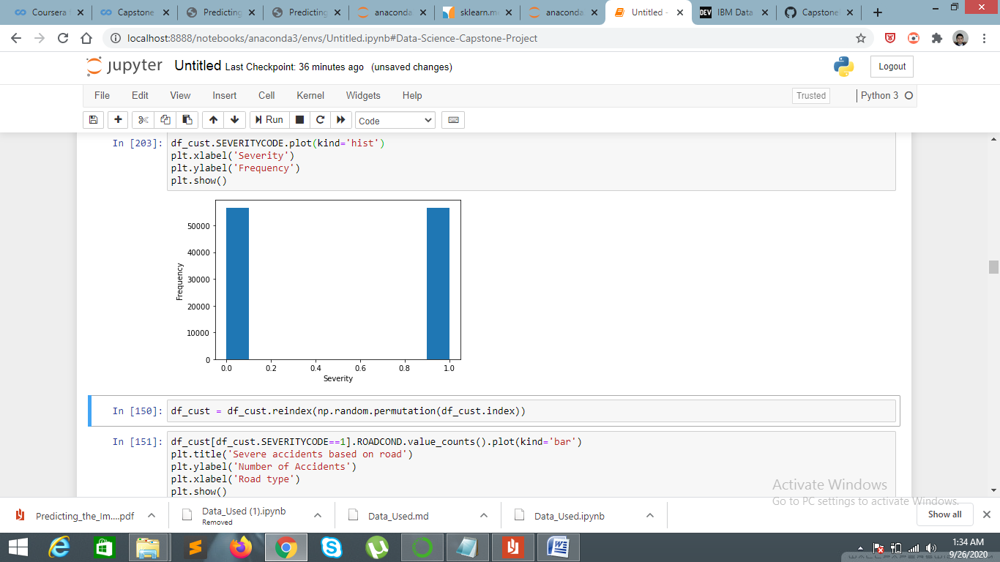 Coursera
Capstone
Predicting
Predicting
anaconda
sklearn.m
anaconda
Untitled -
DEV
IBM Data
Capstone
localhost:8888/notebooks/anaconda3/envs/Untitled.ipynb#Data-Science-Capstone-Project
jupyter Untitled Last Checkpoint: 36 minutes ago (unsaved changes)
Logout
File Edit View Insert Cell Kernel Widgets Help
Trusted
Python 3
Run
Code
In [203]:
df_cust.SEVERITYCODE.plot(kind='hist')
plt.xlabel('Severity')
plt.ylabel('Frequency')
plt.show()
50000
40000
30000
20000
10000
0
Frequency
0.0 0.2 0.4 0.6 0.8 1.0
Severity
In [150]:
df_cust = df_cust.reindex(np.random.permutation(df_cust.index))
In [151]:
df_cust[df_cust.SEVERITYCODE==1].ROADCOND.value_counts().plot(kind='bar')
plt.title('Severe accidents based on road')
plt.ylabel('Number of Accidents')
plt.xlabel('Road type')
plt.show()
Activate Windows
Go to PC settings to activate Windows.
Predicting_the_Im....pdf
Data_Used (1).ipynb
Removed
Data_Used.md
Data_Used.ipynb
Show all
1:34 AM
9/26/2020